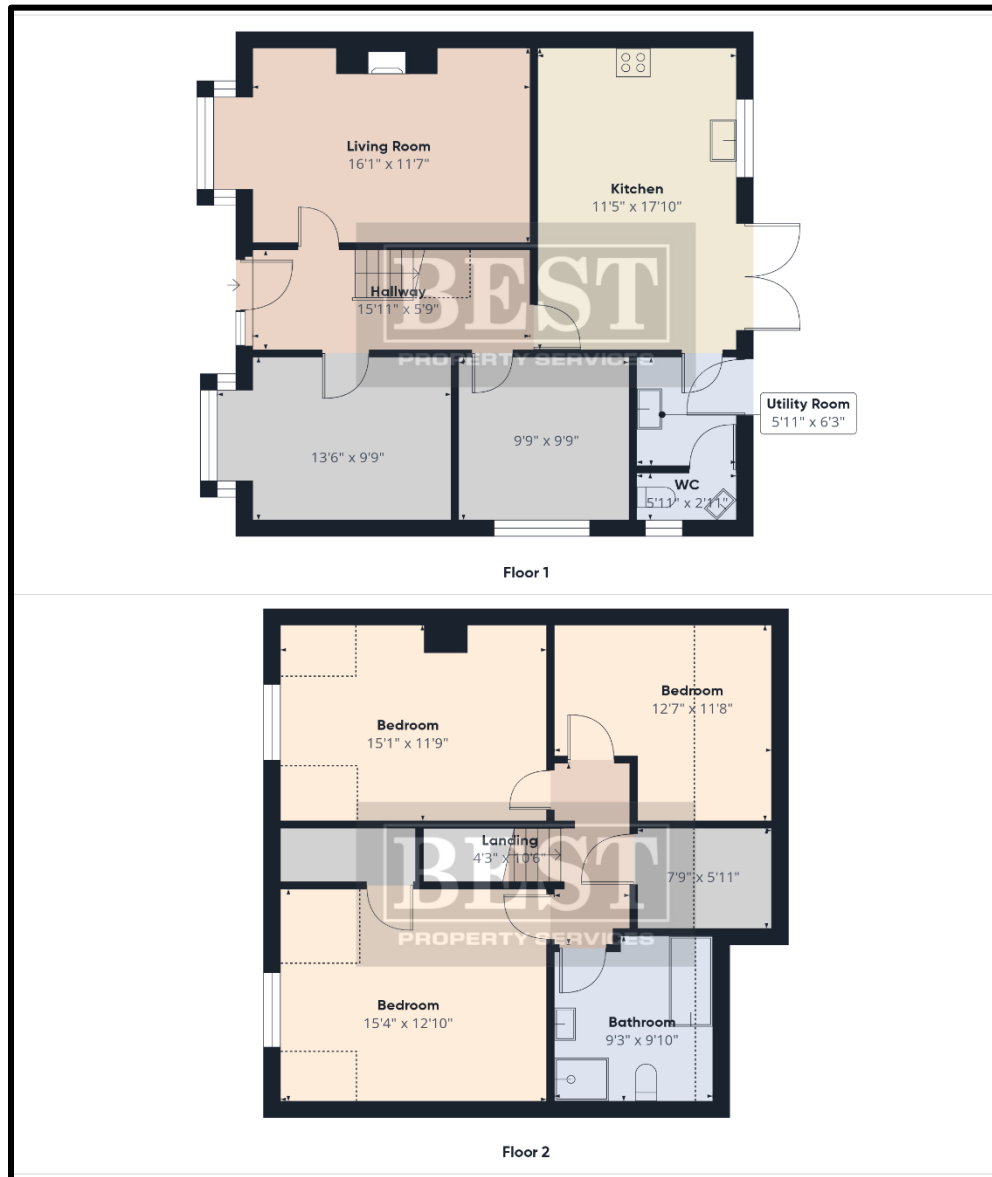 Living Room
16'1" x 11'7"
Kitchen
11'5" x 17'10"
BEST
PROPERTY SERVICES
Hallway
15'11" x 5'9"
Utility Room
5'11" x 6'3"
13'6" x 9'9"
9'9" x 9'9"
WC
5'11" x 2'11"
Floor 1
Bedroom
12'7" x 11'8"
Bedroom
15'1" x 11'9"
Landing
4'3" x 10'6"
BEST
PROPERTY SERVICES
7'9" x 5'11"
Bedroom
15'4" x 12'10"
Bathroom
9'3" x 9'10"
Floor 2